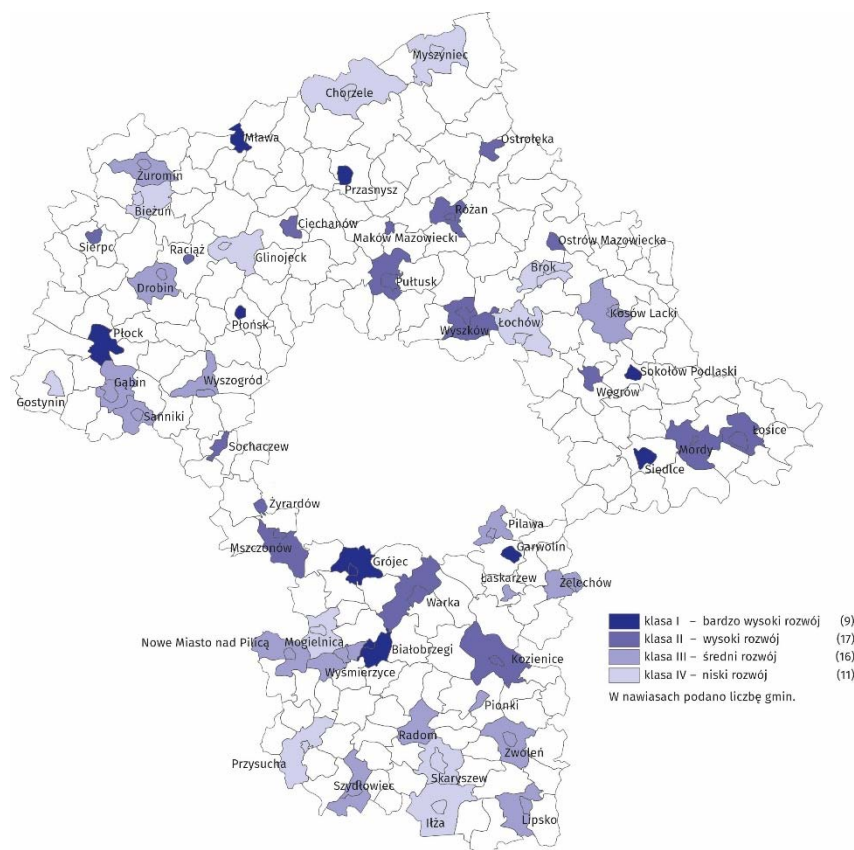 Myszyniec
Chorzele
Mława
Ostrołęka
Żuromin
Przasnysz
Bieżuń
Różan
Ciechanów
Maków Mazowiecki
Ostrów Mazowiecka
Sierpc
Raciąż
Glinojeck
Brok
Drobin
Pułtusk
Płońsk
Kosów Lacki
Płock
Wyszków
Łochów
Sokołów Podlaski
Gąbin
Wyszogród
Węgrów
Gostynin
Sanniki
Łosice
Sochaczew
Mordy
Siedlce
Żyrardów
Pilawa
Mszczonów
Garwolin
Grójec
Łaskarzew
Żelechów
Warka
Nowe Miasto nad Pilicą
Mogielnica
Białobrzegi
Kozienice
Wyśmierzyce
Pionki
Radom
Zwoleń
Przysucha
Skaryszew
Szydłowiec
Iłża
Lipsko
klasa I – bardzo wysoki rozwój (9)
klasa II – wysoki rozwój (17)
klasa III – średni rozwój (16)
klasa IV – niski rozwój (11)
W nawiasach podano liczbę gmin.